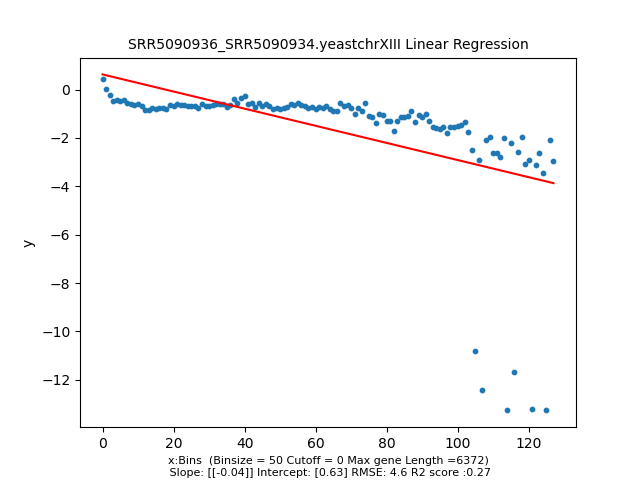 SRR5090936_SRR5090934.yeastchrXIII Linear Regression
0
−2
−4
−6
−8
−10
−12
y
0 20 40 60 80 100 120
x:Bins (Binsize = 50 Cutoff = 0 Max gene Length =6372)
Slope: [[-0.04]] Intercept: [0.63] RMSE: 4.6 R2 score :0.27